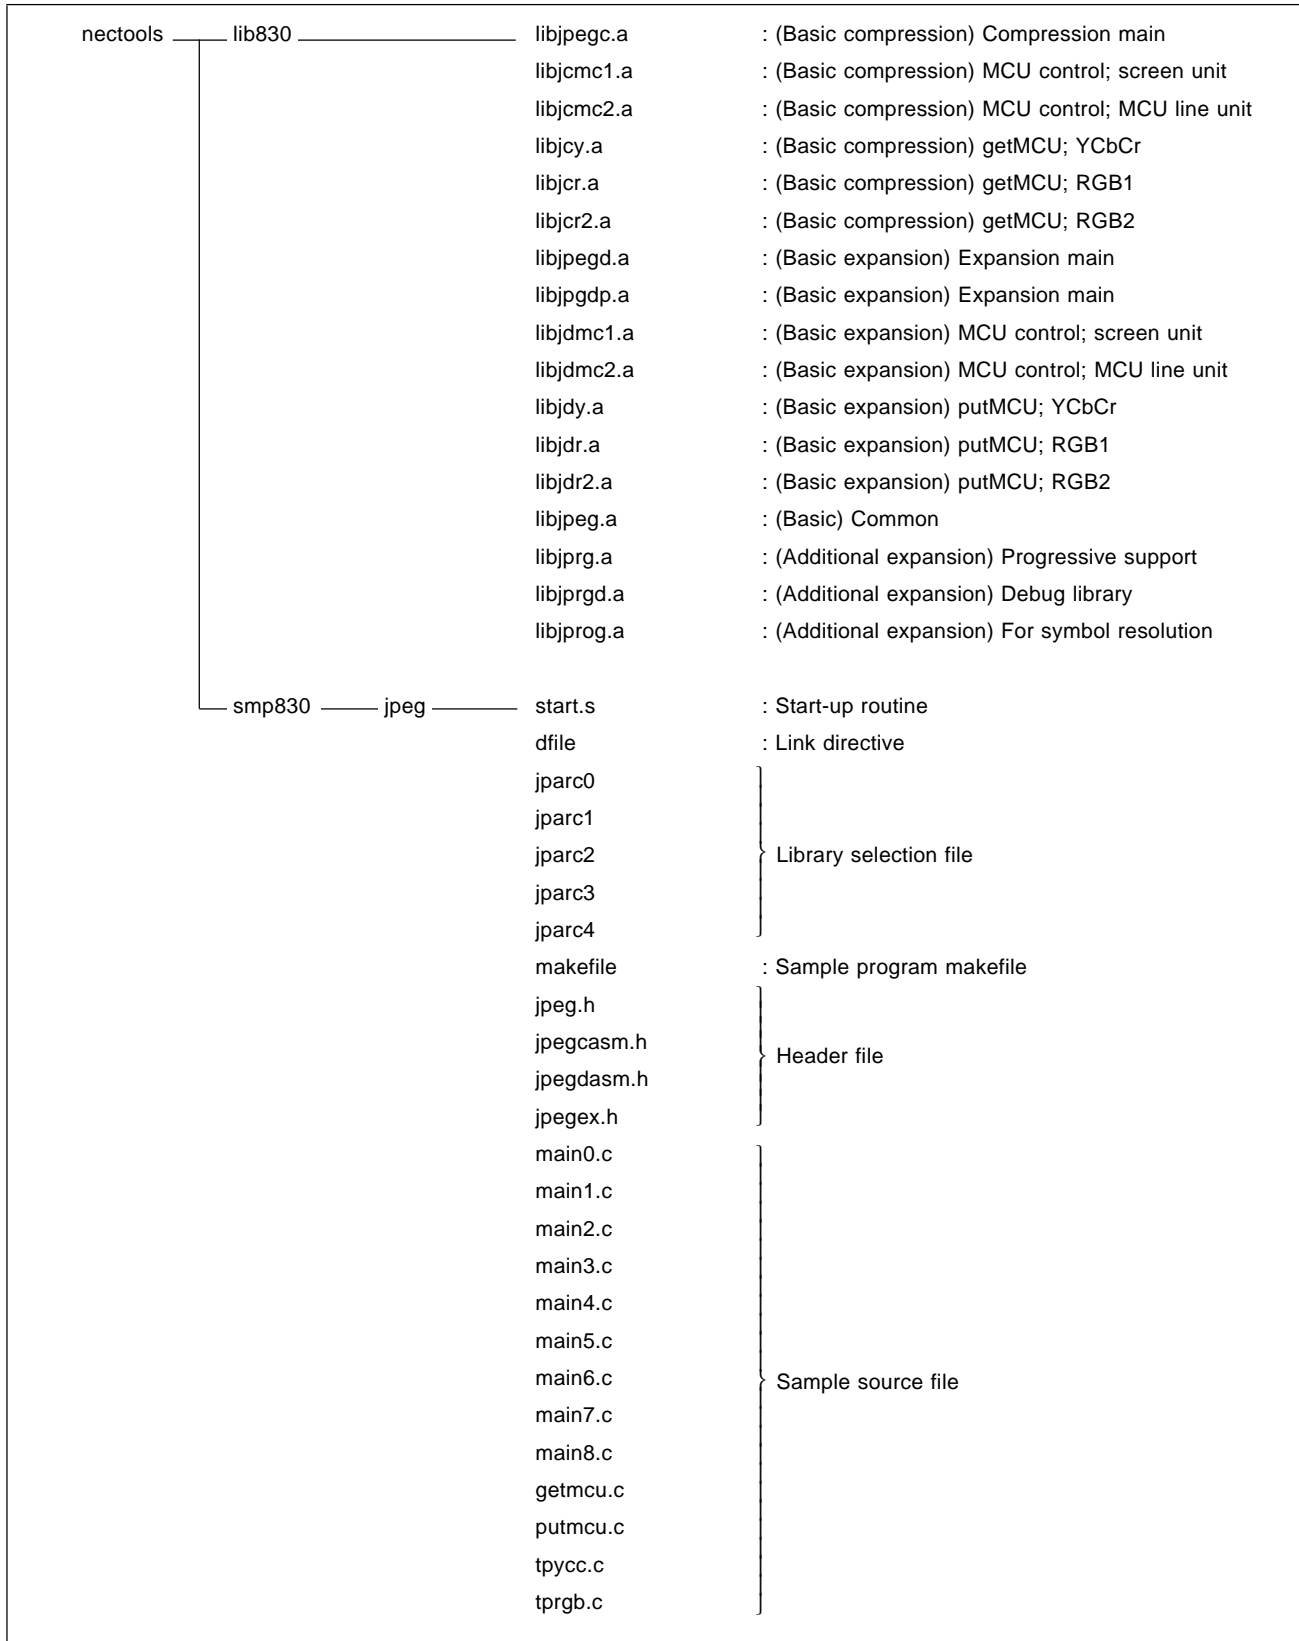 nectools lib830 libjpegc.a : (Basic compression) Compression main
libjcmc1.a : (Basic compression) MCU control; screen unit
libjcmc2.a : (Basic compression) MCU control; MCU line unit
libjcy.a : (Basic compression) getMCU; YCbCr
libjcr.a : (Basic compression) getMCU; RGB1
libjcr2.a : (Basic compression) getMCU; RGB2
libjpegd.a : (Basic expansion) Expansion main
libjpgdp.a : (Basic expansion) Expansion main
libjdmc1.a : (Basic expansion) MCU control; screen unit
libjdmc2.a : (Basic expansion) MCU control; MCU line unit
libjdy.a : (Basic expansion) putMCU; YCbCr
libjdr.a : (Basic expansion) putMCU; RGB1
libjdr2.a : (Basic expansion) putMCU; RGB2
libjpeg.a : (Basic) Common
libjprg.a : (Additional expansion) Progressive support
libjprgd.a : (Additional expansion) Debug library
libjprog.a : (Additional expansion) For symbol resolution
smp830 jpeg start.s : Start-up routine
dfile : Link directive
jparc0
jparc1
jparc2 Library selection file
jparc3
jparc4
makefile : Sample program makefile
jpeg.h
jpegcasm.h
Header file
jpegdasm.h
jpegex.h
main0.c
main1.c
main2.c
main3.c
main4.c
main5.c
main6.c Sample source file
main7.c
main8.c
getmcu.c
putmcu.c
tpycc.c
tprgb.c